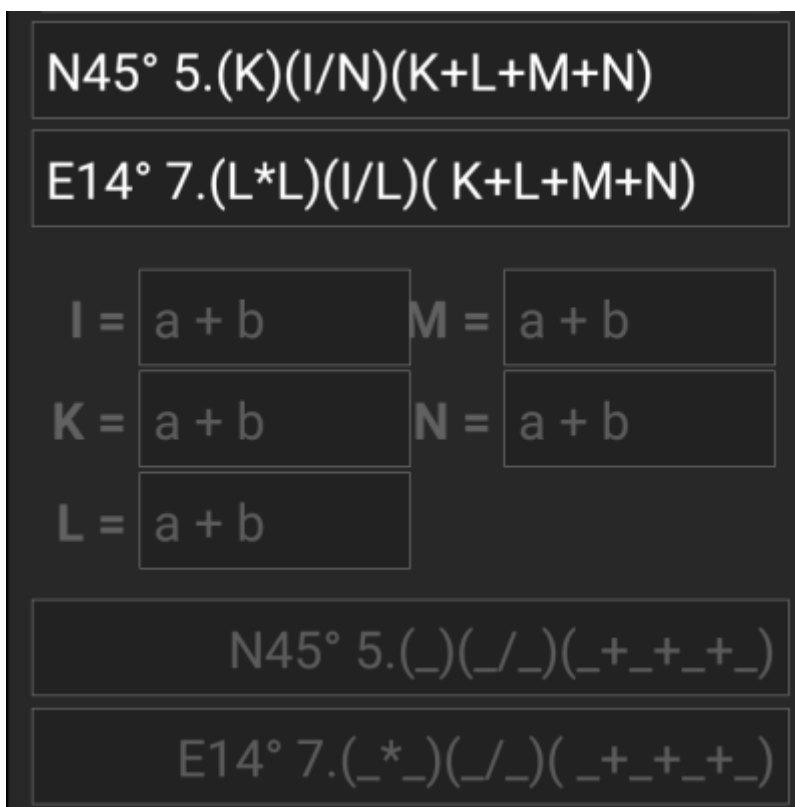 N45° 5.(K)(I/N)(K+L+M+N)
E14° 7.(L*L)(I/L)( K+L+M+N)
I = a + b M = a + b
K = a + b N = a + b
L = a + b
N45° 5.(_)(_/_)(_+_+_+_)
E14° 7.(_*_)(_/_)( _+_+_+_)